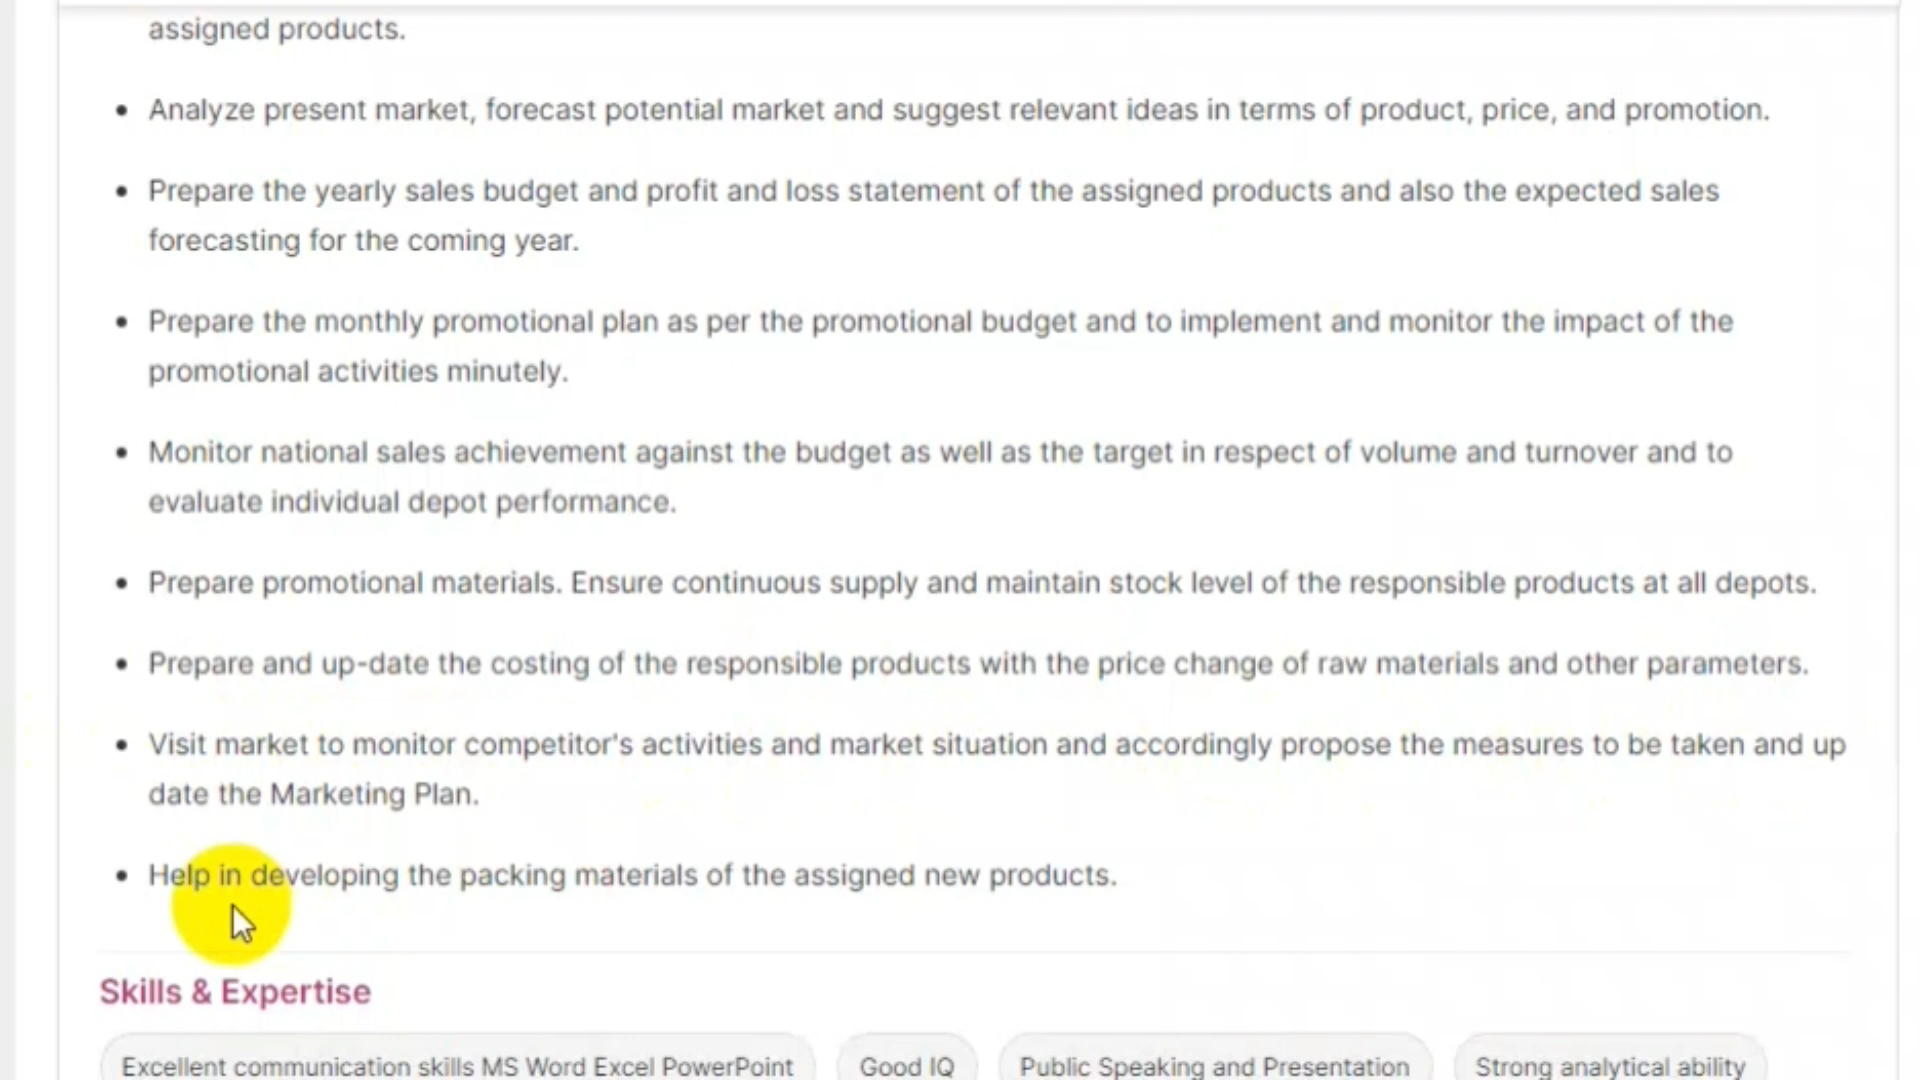 assigned products.
Analyze present market, forecast potential market and suggest relevant ideas in terms of product, price, and promotion.
Prepare the yearly sales budget and profit and loss statement of the assigned products and also the expected sales
forecasting for the coming year.
Prepare the monthly promotional plan as per the promotional budget and to implement and monitor the impact of the
promotional activities minutely.
Monitor national sales achievement against the budget as well as the target in respect of volume and turnover and to
evaluate individual depot performance.
Prepare promotional materials. Ensure continuous supply and maintain stock level of the responsible products at all depots.
Prepare and up-date the costing of the responsible products with the price change of raw materials and other parameters.
Visit market to monitor competitor's activities and market situation and accordingly propose the measures to be taken and up
date the Marketing Plan.
Help in developing the packing materials of the assigned new products.
Skills & Expertise
Excellent communication skills MS Word Excel PowerPoint Good IQ Public Speaking and Presentation Strong analytical ability